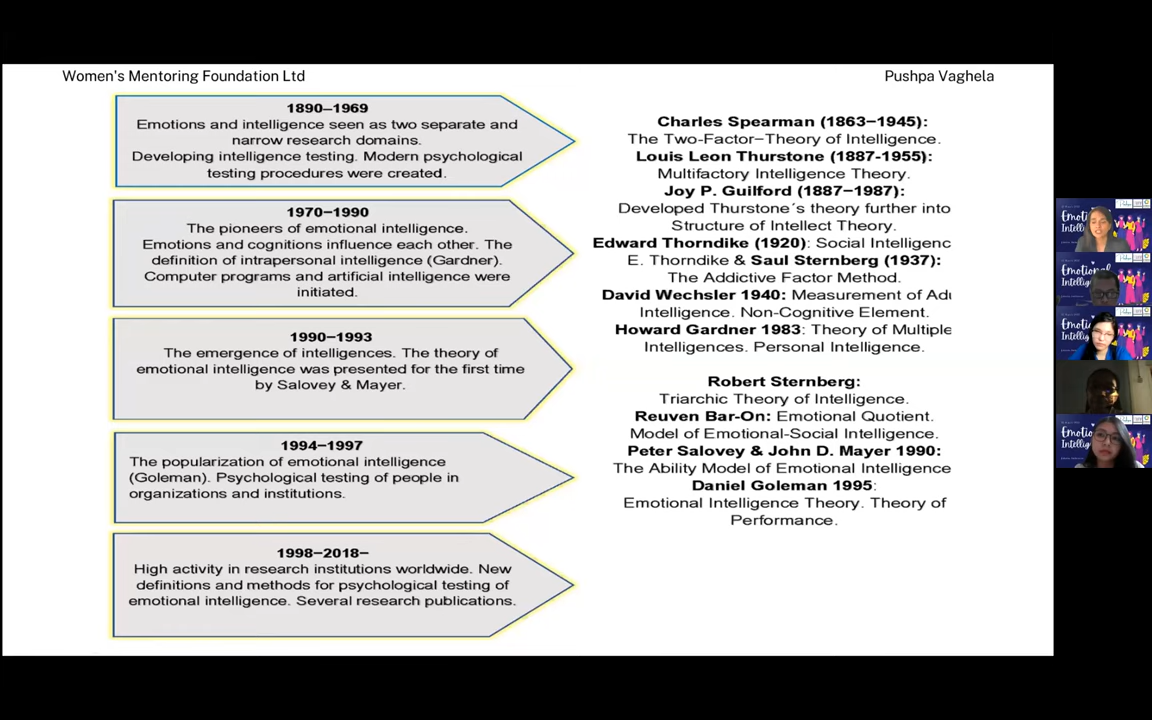 Women's Mentoring Foundation Ltd
Pushpa Vaghela
1890–1969
Emotions and intelligence seen as two separate and
narrow research domains.
Developing intelligence testing. Modern psychological
testing procedures were created.
1970–1990
The pioneers of emotional intelligence.
Emotions and cognitions influence each other. The
definition of intrapersonal intelligence (Gardner).
Computer programs and artificial intelligence were
initiated.
1990–1993
The emergence of intelligences. The theory of
emotional intelligence was presented for the first time
by Salovey & Mayer.
1994–1997
The popularization of emotional intelligence
(Goleman). Psychological testing of people in
organizations and institutions.
1998–2018–
High activity in research institutions worldwide. New
definitions and methods for psychological testing of
emotional intelligence. Several research publications.
Charles Spearman (1863–1945):
The Two-Factor–Theory of Intelligence.
Louis Leon Thurstone (1887-1955):
Multifactory Intelligence Theory.
Joy P. Guilford (1887–1987):
Developed Thurstone´s theory further into
Structure of Intellect Theory.
Edward Thorndike (1920): Social Intelligenc
E. Thorndike & Saul Sternberg (1937):
The Addictive Factor Method.
David Wechsler 1940: Measurement of Adu
Intelligence. Non-Cognitive Element.
Howard Gardner 1983: Theory of Multiple
Intelligences. Personal Intelligence.
Robert Sternberg:
Triarchic Theory of Intelligence.
Reuven Bar-On: Emotional Quotient.
Model of Emotional-Social Intelligence.
Peter Salovey & John D. Mayer 1990:
The Ability Model of Emotional Intelligence
Daniel Goleman 1995:
Emotional Intelligence Theory. Theory of
Performance.